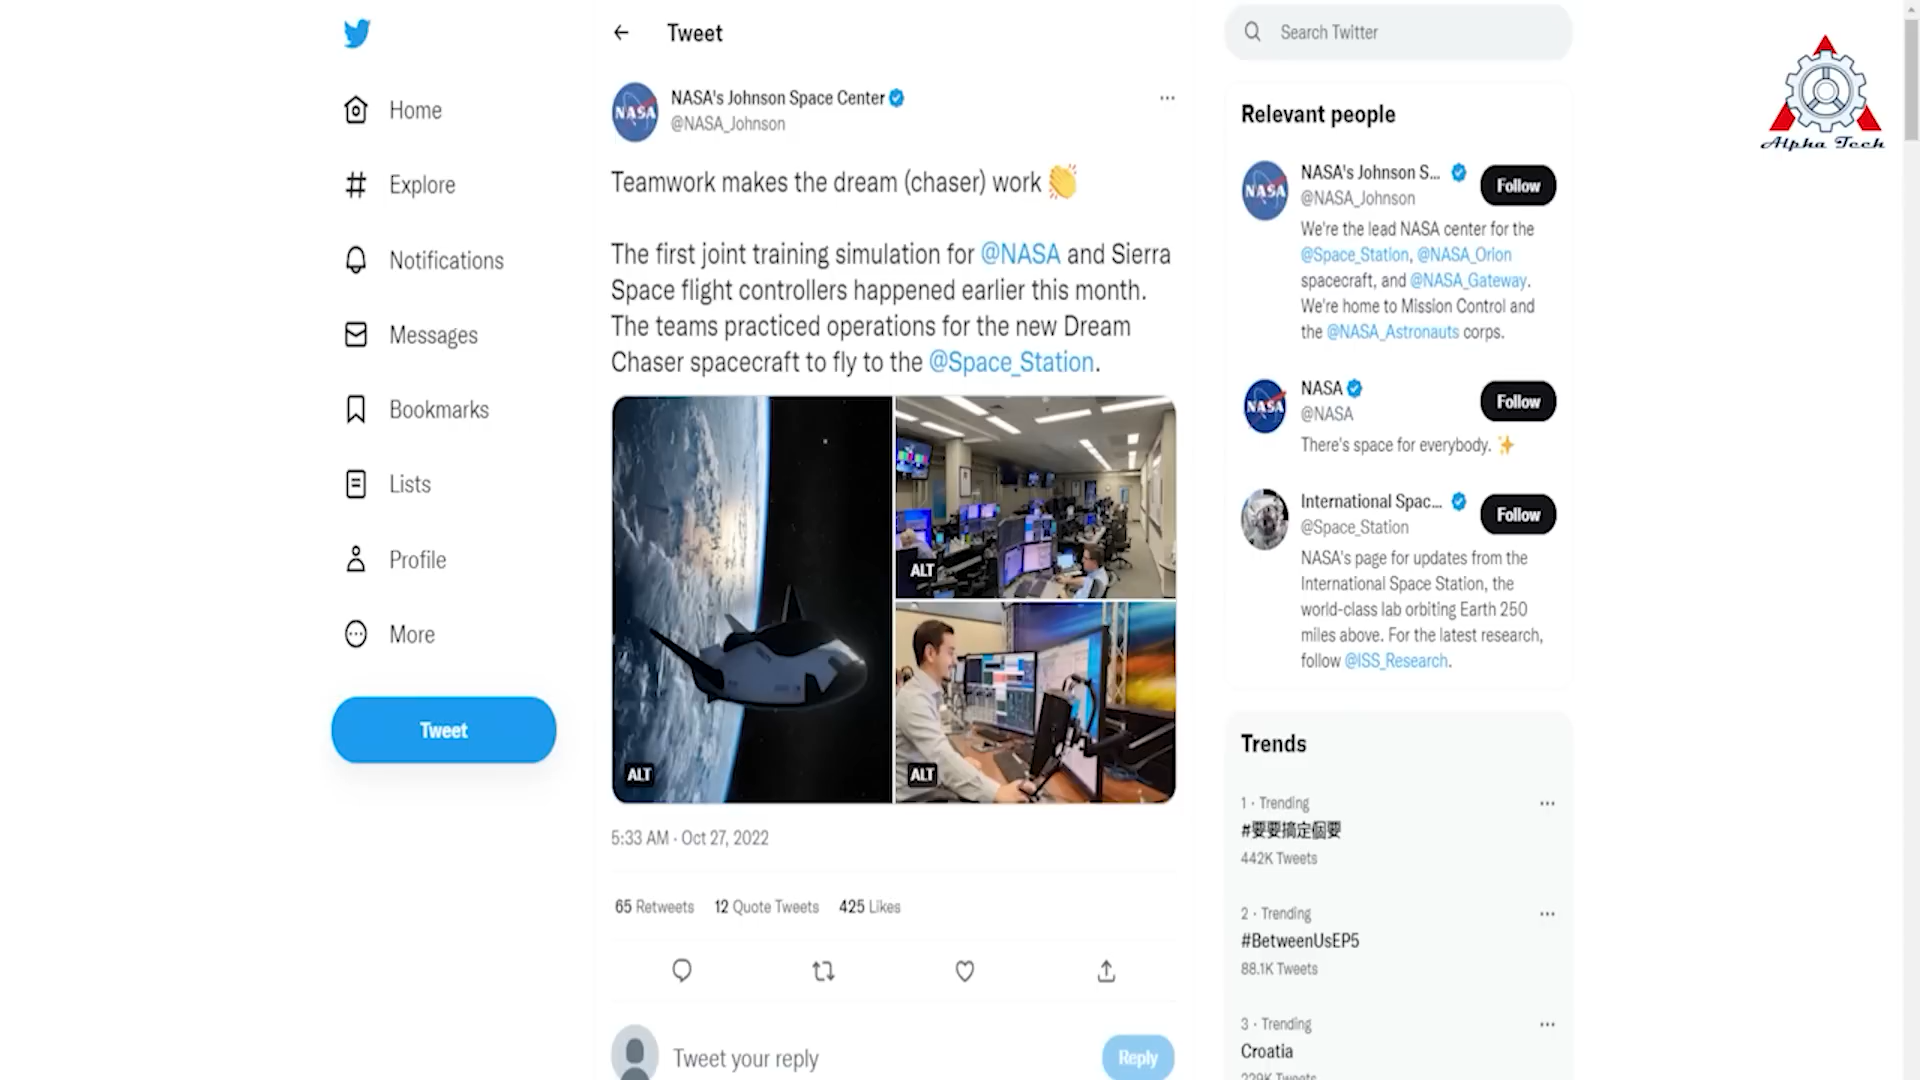 Home
Explore
Notifications
Messages
Bookmarks
Lists
Profile
More
Tweet
Tweet
NASA
NASA's Johnson Space Center
@NASA_Johnson
Teamwork makes the dream (chaser) work 👏
The first joint training simulation for @NASA and Sierra
Space flight controllers happened earlier this month.
The teams practiced operations for the new Dream
Chaser spacecraft to fly to the @Space_Station.
ALT
ALT
ALT
5:33 AM · Oct 27, 2022
65 Retweets 12 Quote Tweets 425 Likes
Tweet your reply
Reply
Search Twitter
Relevant people
NASA
NASA's Johnson S...
@NASA_Johnson
Follow
We're the lead NASA center for the
@Space_Station, @NASA_Orion
spacecraft, and @NASA_Gateway.
We're home to Mission Control and
the @NASA_Astronauts corps.
NASA
NASA
@NASA
Follow
There's space for everybody. ✨
International Spac...
@Space_Station
Follow
NASA's page for updates from the
International Space Station, the
world-class lab orbiting Earth 250
miles above. For the latest research,
follow @ISS_Research.
Trends
1 · Trending
#要要搞定個要
442K Tweets
2 · Trending
#BetweenUsEP5
88.1K Tweets
3 · Trending
Croatia
229K Tweets
Alpha Tech